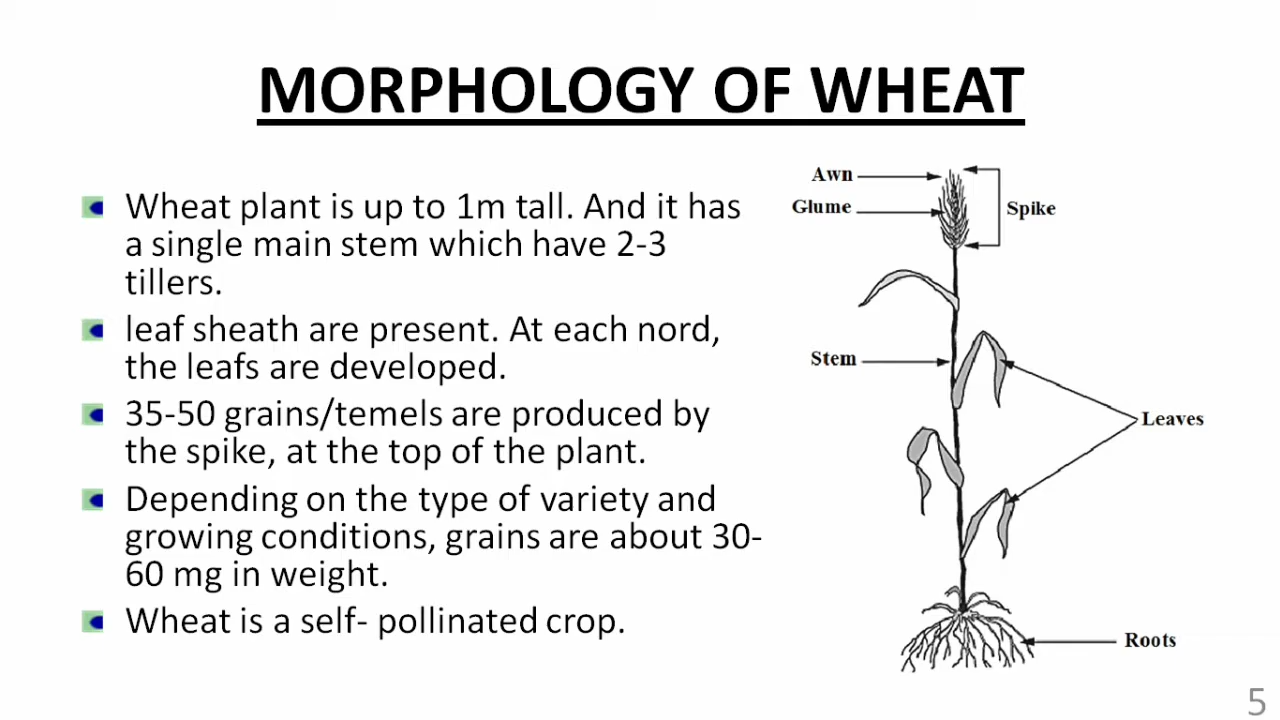 MORPHOLOGY OF WHEAT
Wheat plant is up to 1m tall. And it has
a single main stem which have 2-3
tillers.
leaf sheath are present. At each nord,
the leafs are developed.
35-50 grains/temels are produced by
the spike, at the top of the plant.
Depending on the type of variety and
growing conditions, grains are about 30-
60 mg in weight.
Wheat is a self- pollinated crop.
Awn
Glume
Spike
Stem
Leaves
Roots
5